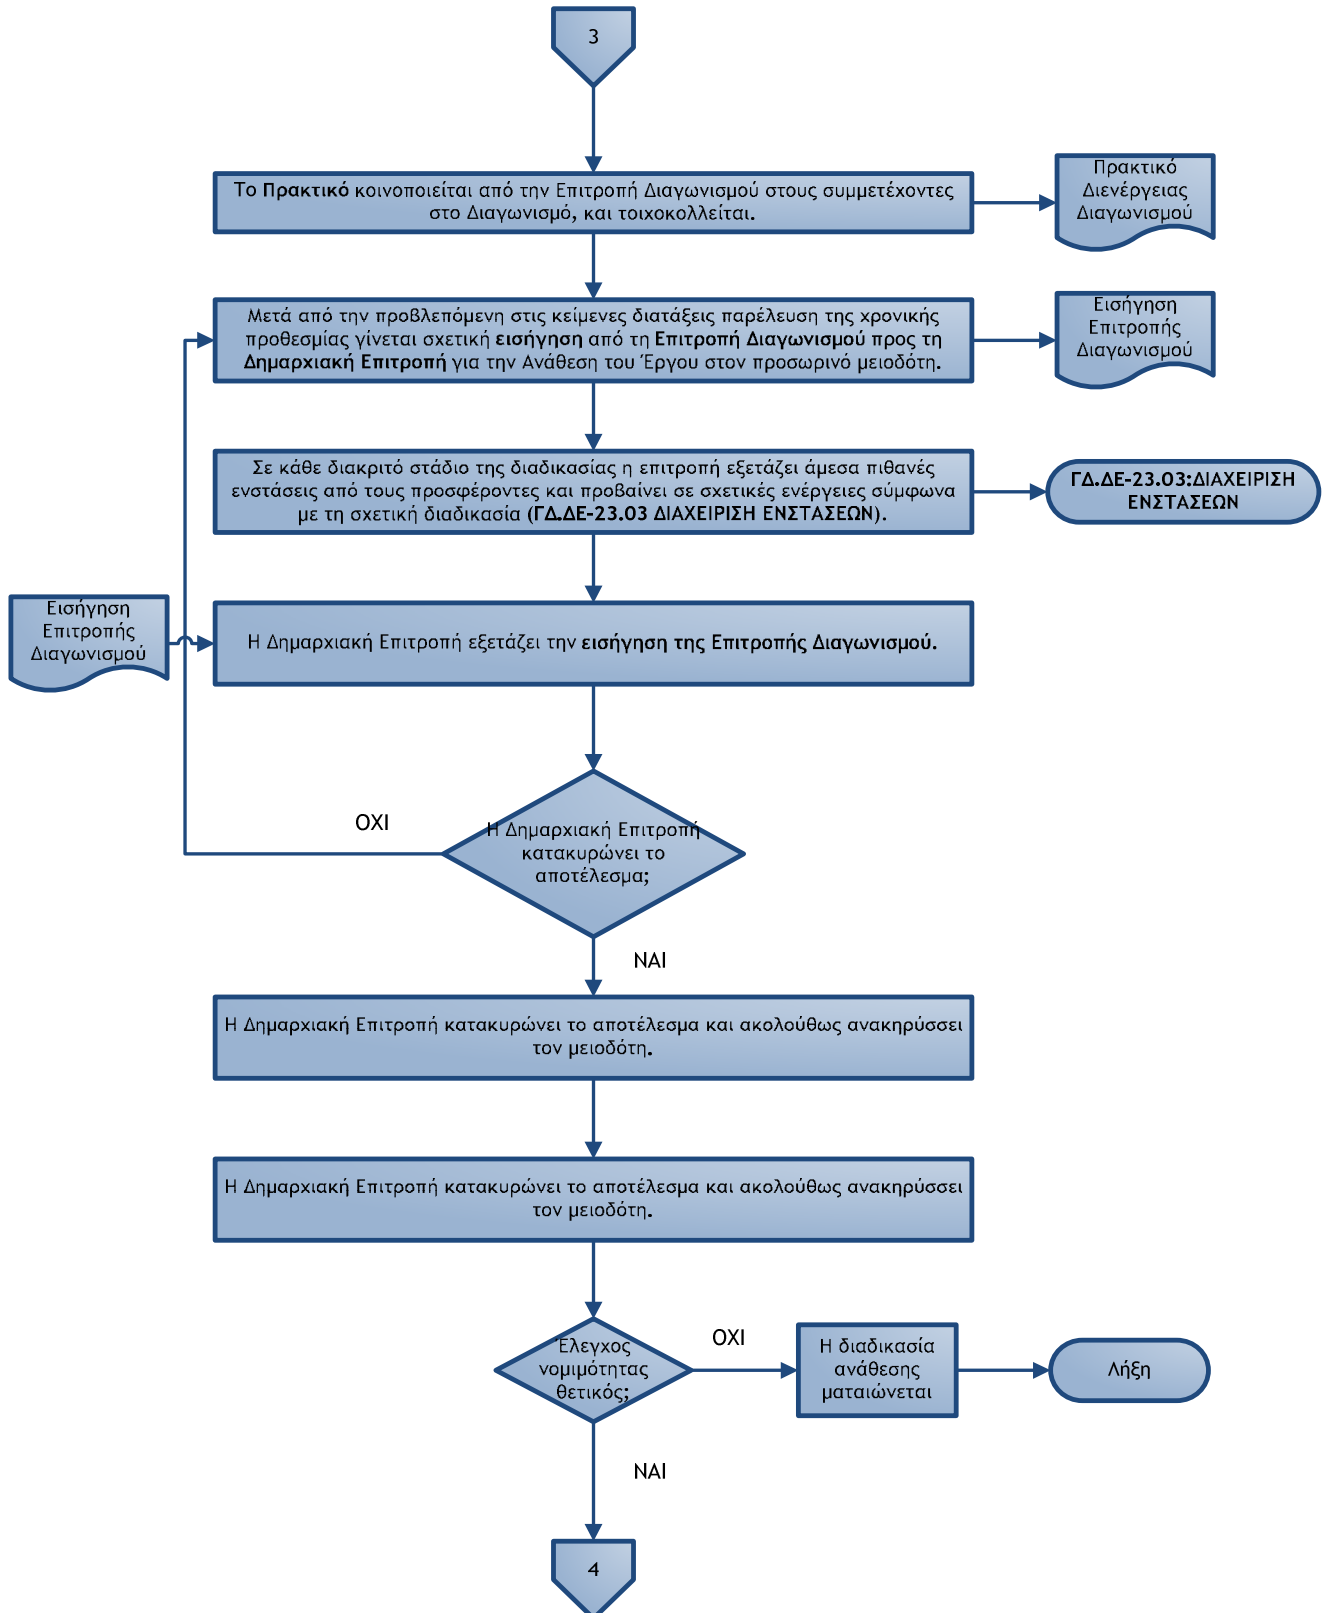 3
Το Πρακτικό κοινοποιείται από την Επιτροπή Διαγωνισμού στους συμμετέχοντες
στο Διαγωνισμό, και τοιχοκολλείται.
Πρακτικό
Διενέργειας
Διαγωνισμού
Μετά από την προβλεπόμενη στις κείμενες διατάξεις παρέλευση της χρονικής
προθεσμίας γίνεται σχετική εισήγηση από τη Επιτροπή Διαγωνισμού προς τη
Δημαρχιακή Επιτροπή για την Ανάθεση του Έργου στον προσωρινό μειοδότη.
Εισήγηση
Επιτροπής
Διαγωνισμού
Σε κάθε διακριτό στάδιο της διαδικασίας η επιτροπή εξετάζει άμεσα πιθανές
ενστάσεις από τους προσφέροντες και προβαίνει σε σχετικές ενέργειες σύμφωνα
με τη σχετική διαδικασία (ΓΔ.ΔΕ-23.03 ΔΙΑΧΕΙΡΙΣΗ ΕΝΣΤΑΣΕΩΝ).
ΓΔ.ΔΕ-23.03:ΔΙΑΧΕΙΡΙΣΗ
ΕΝΣΤΑΣΕΩΝ
Εισήγηση
Επιτροπής
Διαγωνισμού
Η Δημαρχιακή Επιτροπή εξετάζει την εισήγηση της Επιτροπής Διαγωνισμού.
ΟΧΙ
Η Δημαρχιακή Επιτροπή
κατακυρώνει το
αποτέλεσμα;
ΝΑΙ
Η Δημαρχιακή Επιτροπή κατακυρώνει το αποτέλεσμα και ακολούθως ανακηρύσσει
τον μειοδότη.
Η Δημαρχιακή Επιτροπή κατακυρώνει το αποτέλεσμα και ακολούθως ανακηρύσσει
τον μειοδότη.
Έλεγχος
νομιμότητας
θετικός;
ΟΧΙ
Η διαδικασία
ανάθεσης
ματαιώνεται
Λήξη
ΝΑΙ
4